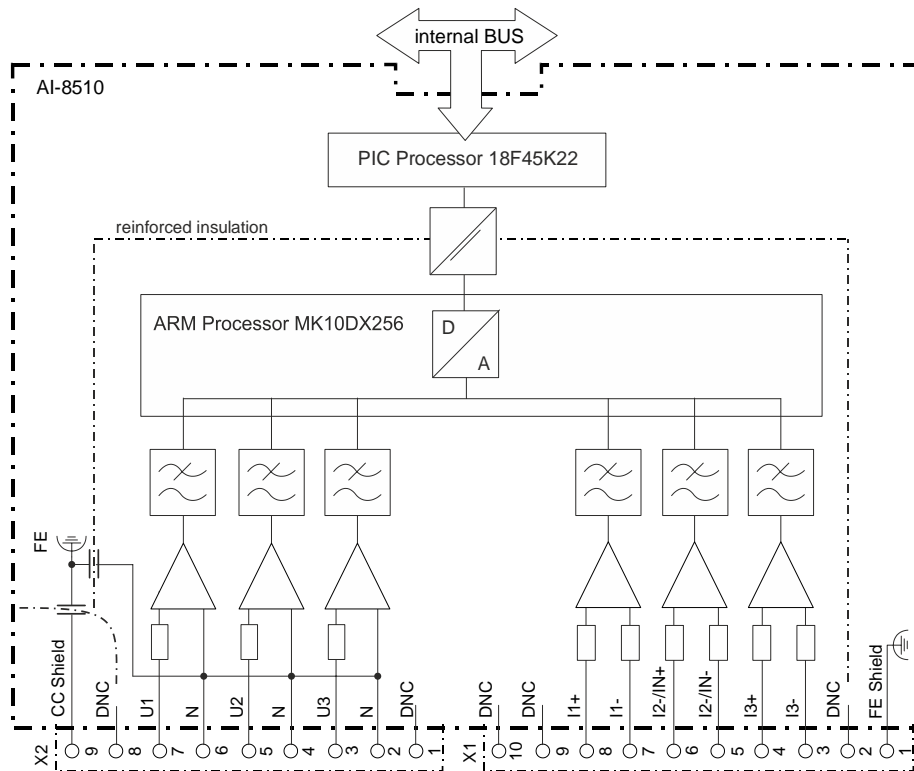 internal BUS
AI-8510
PIC Processor 18F45K22
reinforced insulation
ARM Processor MK10DX256
D
A
FE
CC Shield
DNC
U1
N
U2
N
U3
N
DNC
DNC
DNC
I1+
I1-
I2-/IN+
I2-/IN-
I3+
I3-
DNC
FE Shield
X2
9
8
7
6
5
4
3
2
1
X1
10
9
8
7
6
5
4
3
2
1